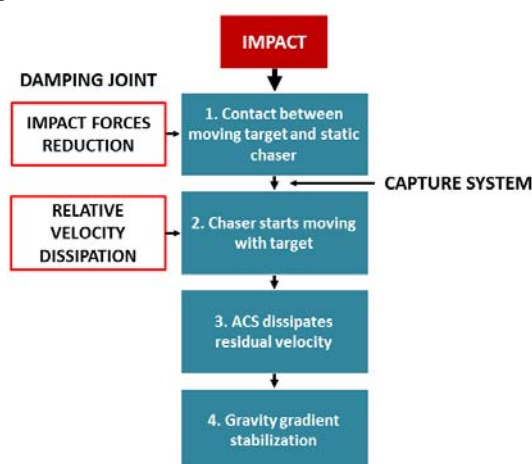 IMPACT
DAMPING JOINT
IMPACT FORCES
REDUCTION
1. Contact between
moving target and static
chaser
CAPTURE SYSTEM
RELATIVE
VELOCITY
DISSIPATION
2. Chaser starts moving
with target
3. ACS dissipates
residual velocity
4. Gravity gradient
stabilization